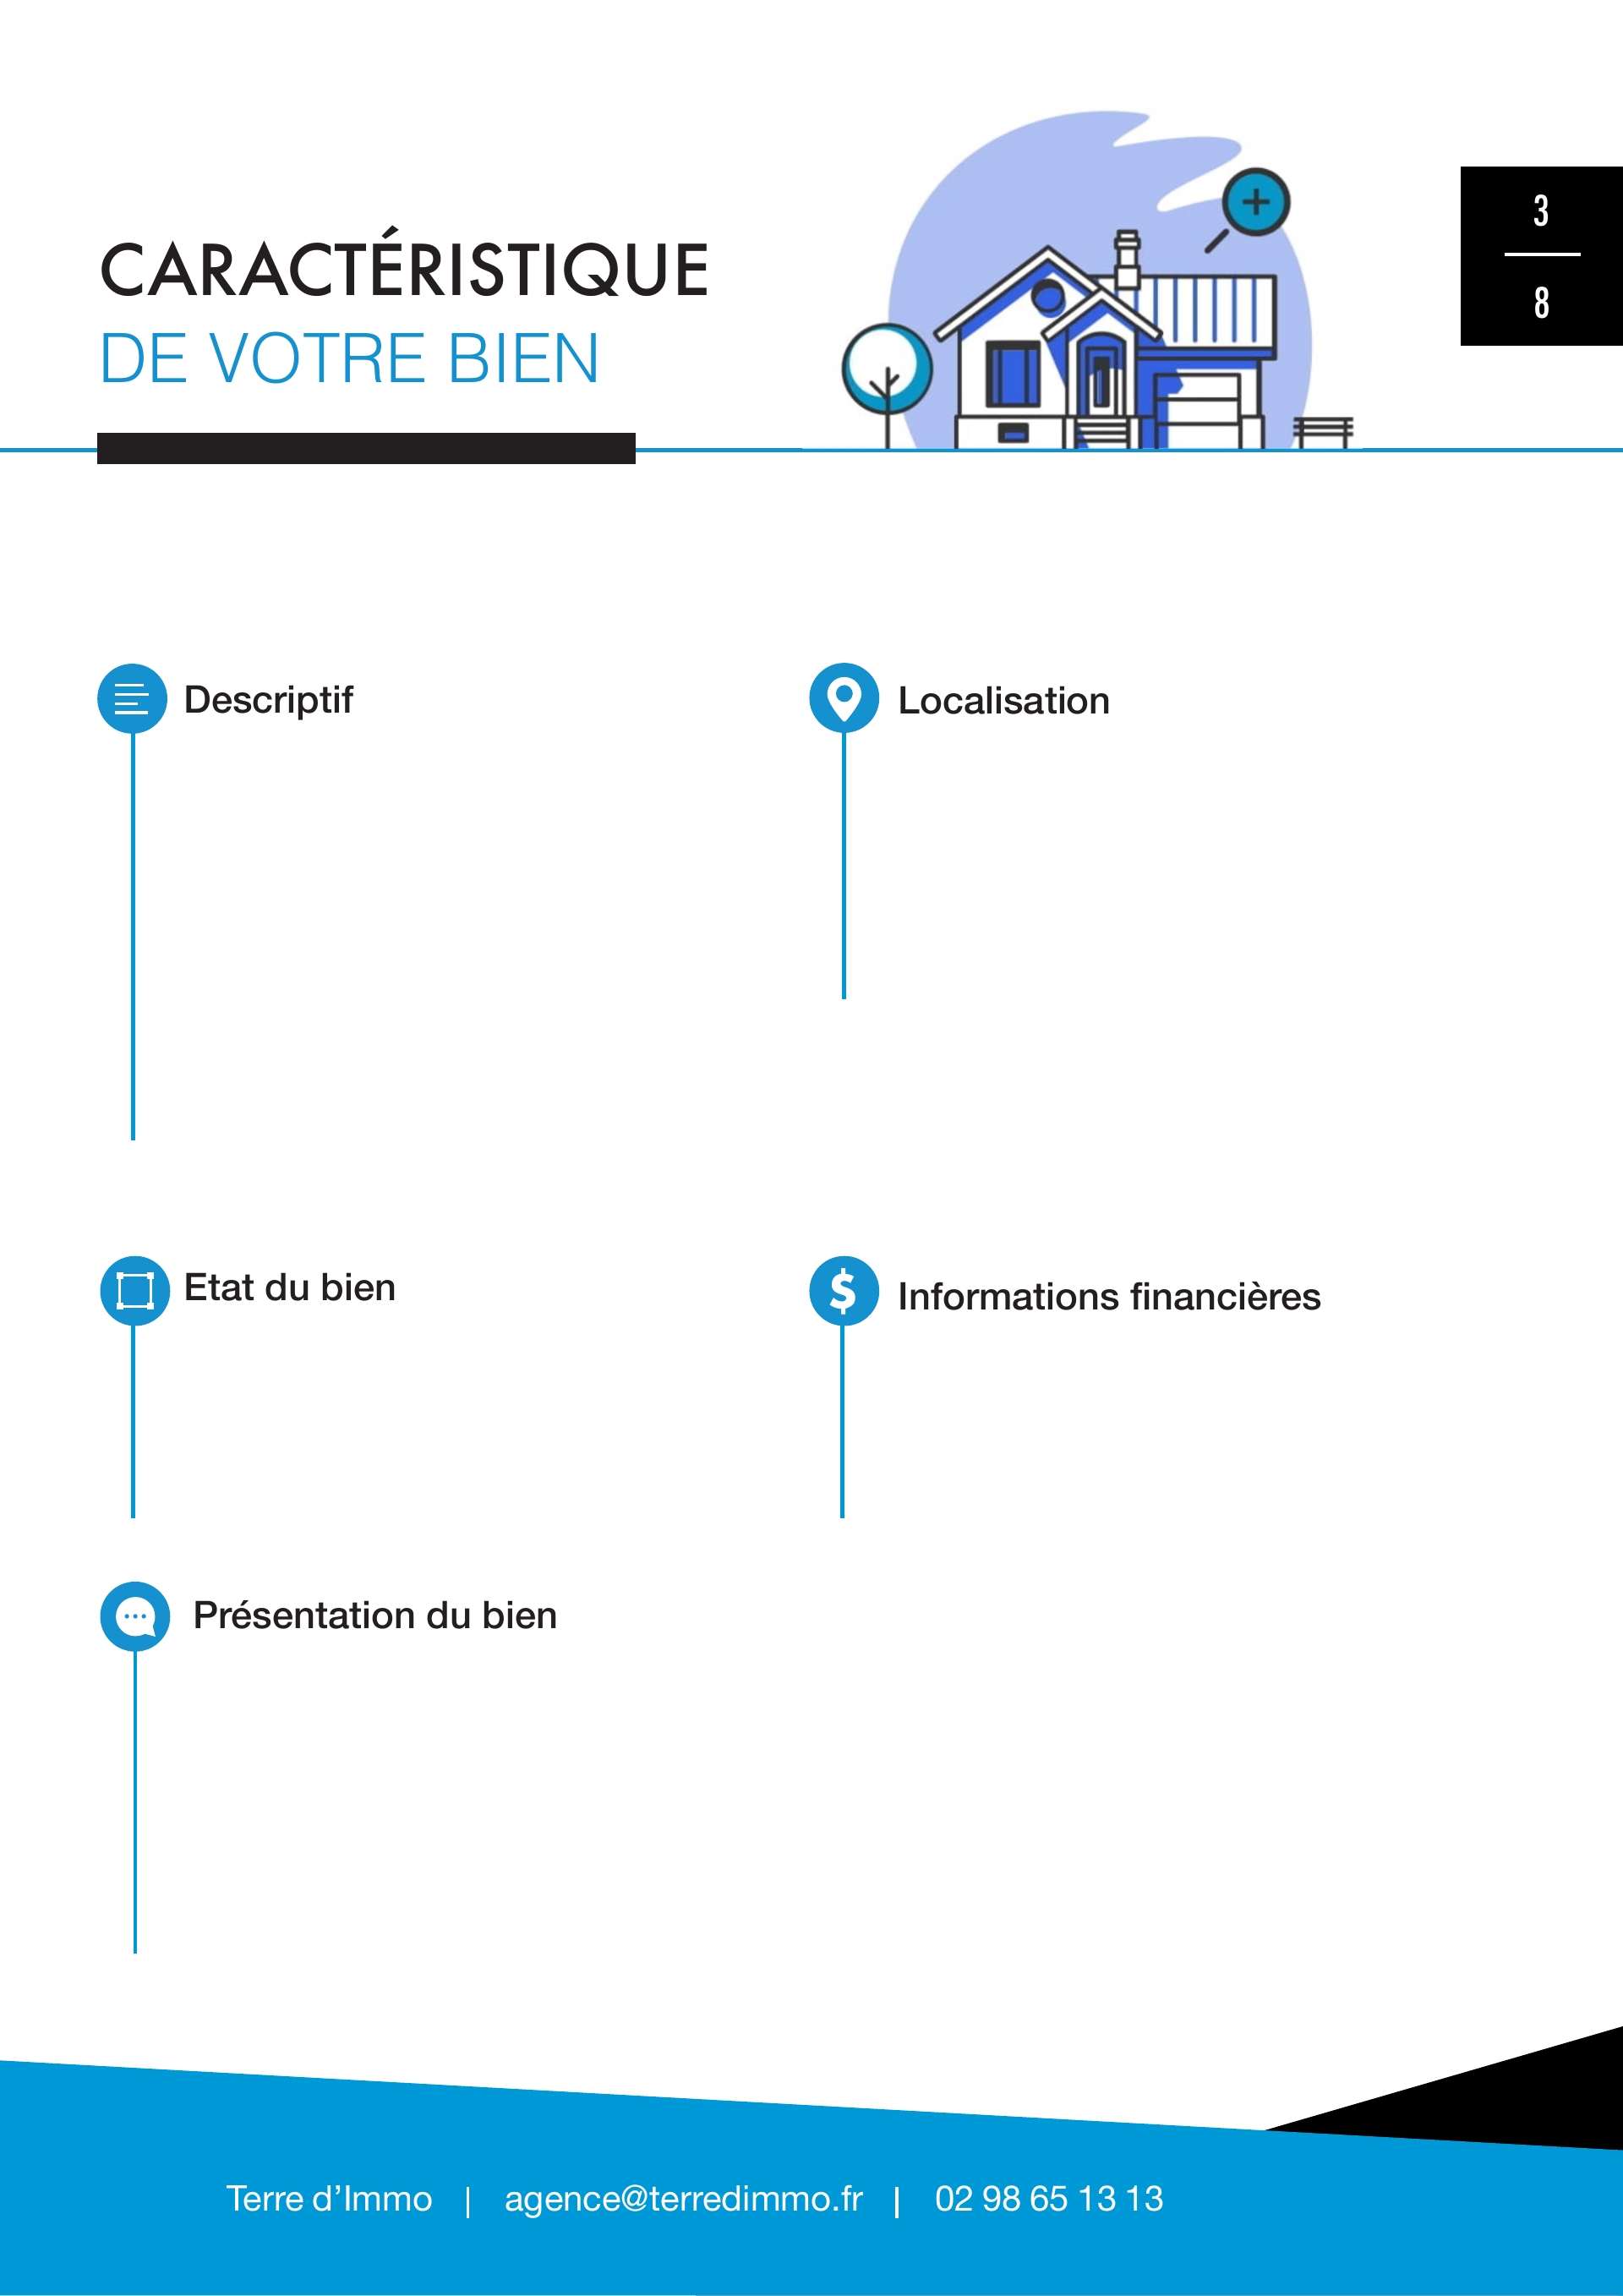 3
8
CARACTÉRISTIQUE
DE VOTRE BIEN
Descriptif
Localisation
Etat du bien
Informations financières
Présentation du bien
Terre d’Immo | agence@terredimmo.fr | 02 98 65 13 13